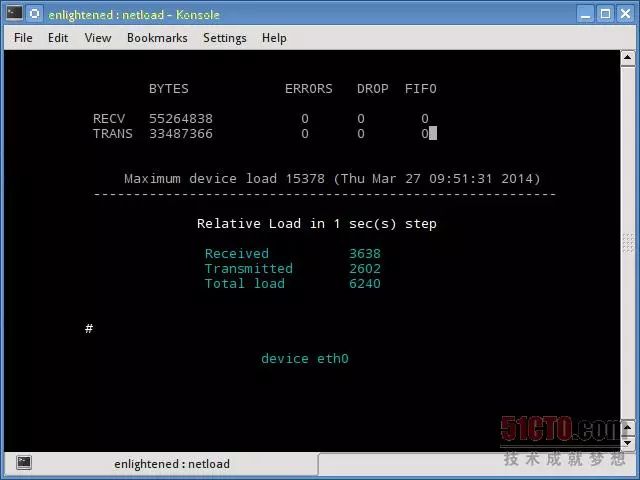 enlightened : netload - Konsole
File Edit View Bookmarks Settings Help
BYTES ERRORS DROP FIFO
RECV 55264838 0 0 0
TRANS 33487366 0 0 0
Maximum device load 15378 (Thu Mar 27 09:51:31 2014)
----------------------------------------------------------
Relative Load in 1 sec(s) step
Received 3638
Transmitted 2602
Total load 6240
#
device eth0
51CTO.com
技术成就梦想
enlightened : netload